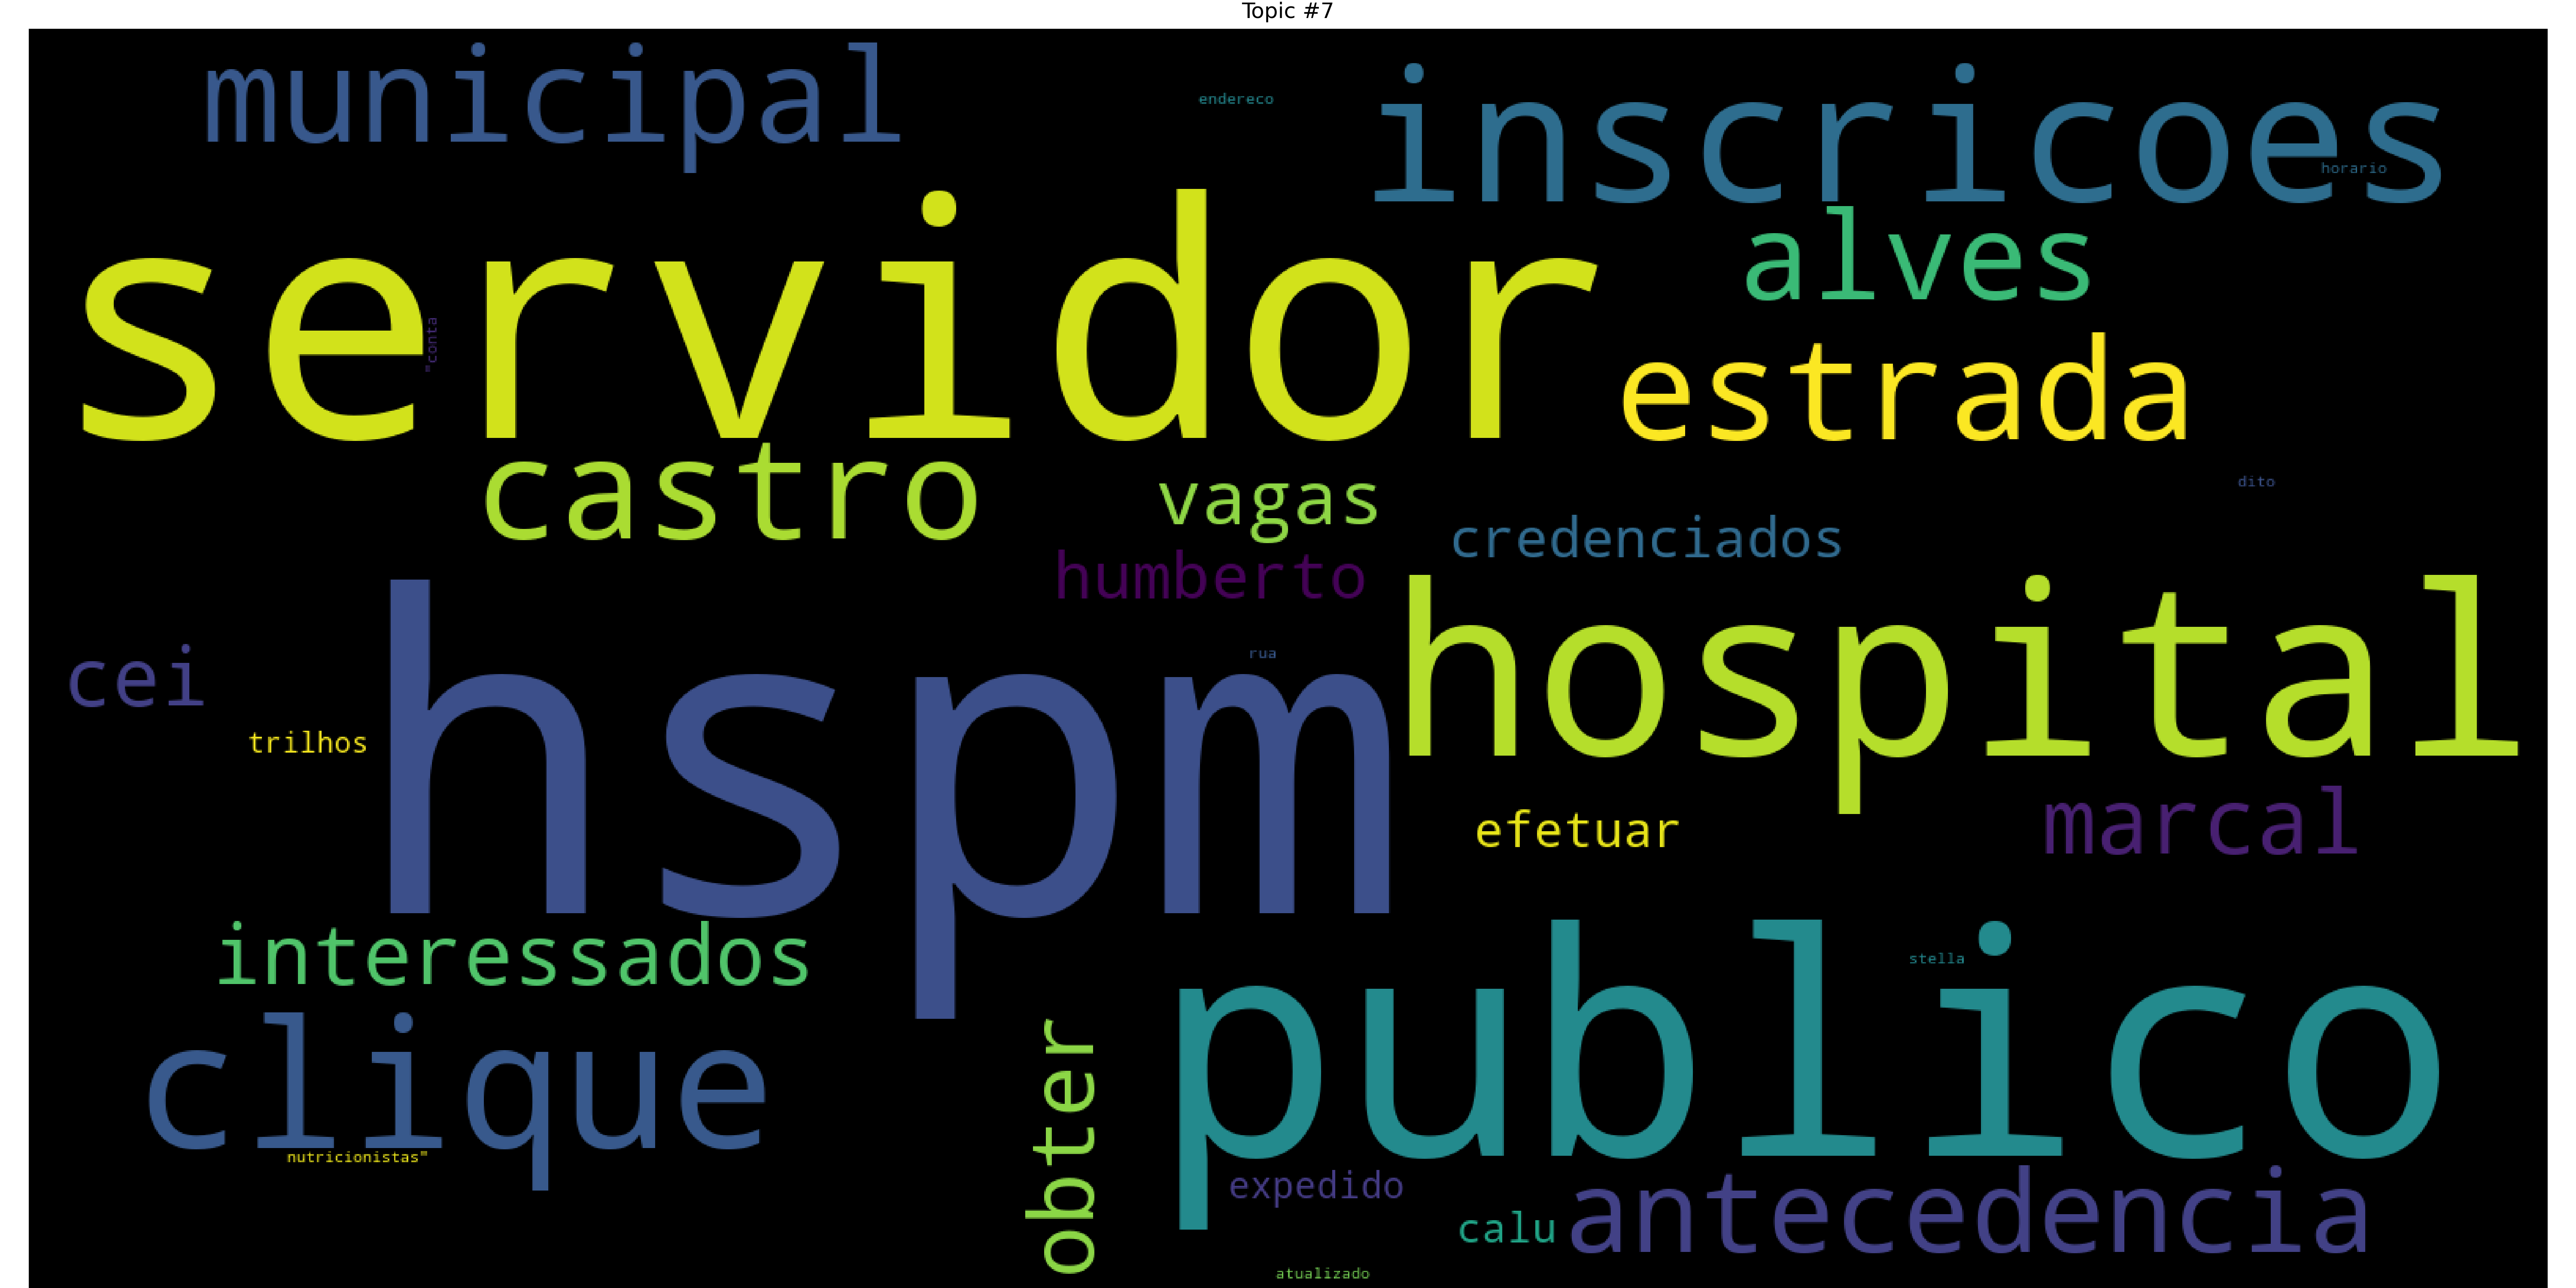 Topic #7
municipal
endereco
inscricoes
horario
servidor
alves
"conta
estrada
castro
vagas
dito
credenciados
humberto
hospital
cei
rua
hspm
trilhos
efetuar
marcal
interessados
publico
stella
clique
nutricionistas"
obter
expedido
antecedencia
calu
atualizado